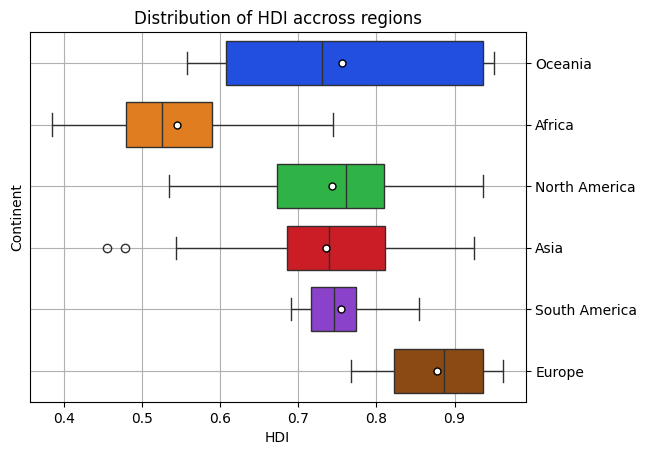 Distribution of HDI accross regions
Oceania
Africa
North America
Asia
South America
Europe
Continent
0.4 0.5 0.6 0.7 0.8 0.9
HDI